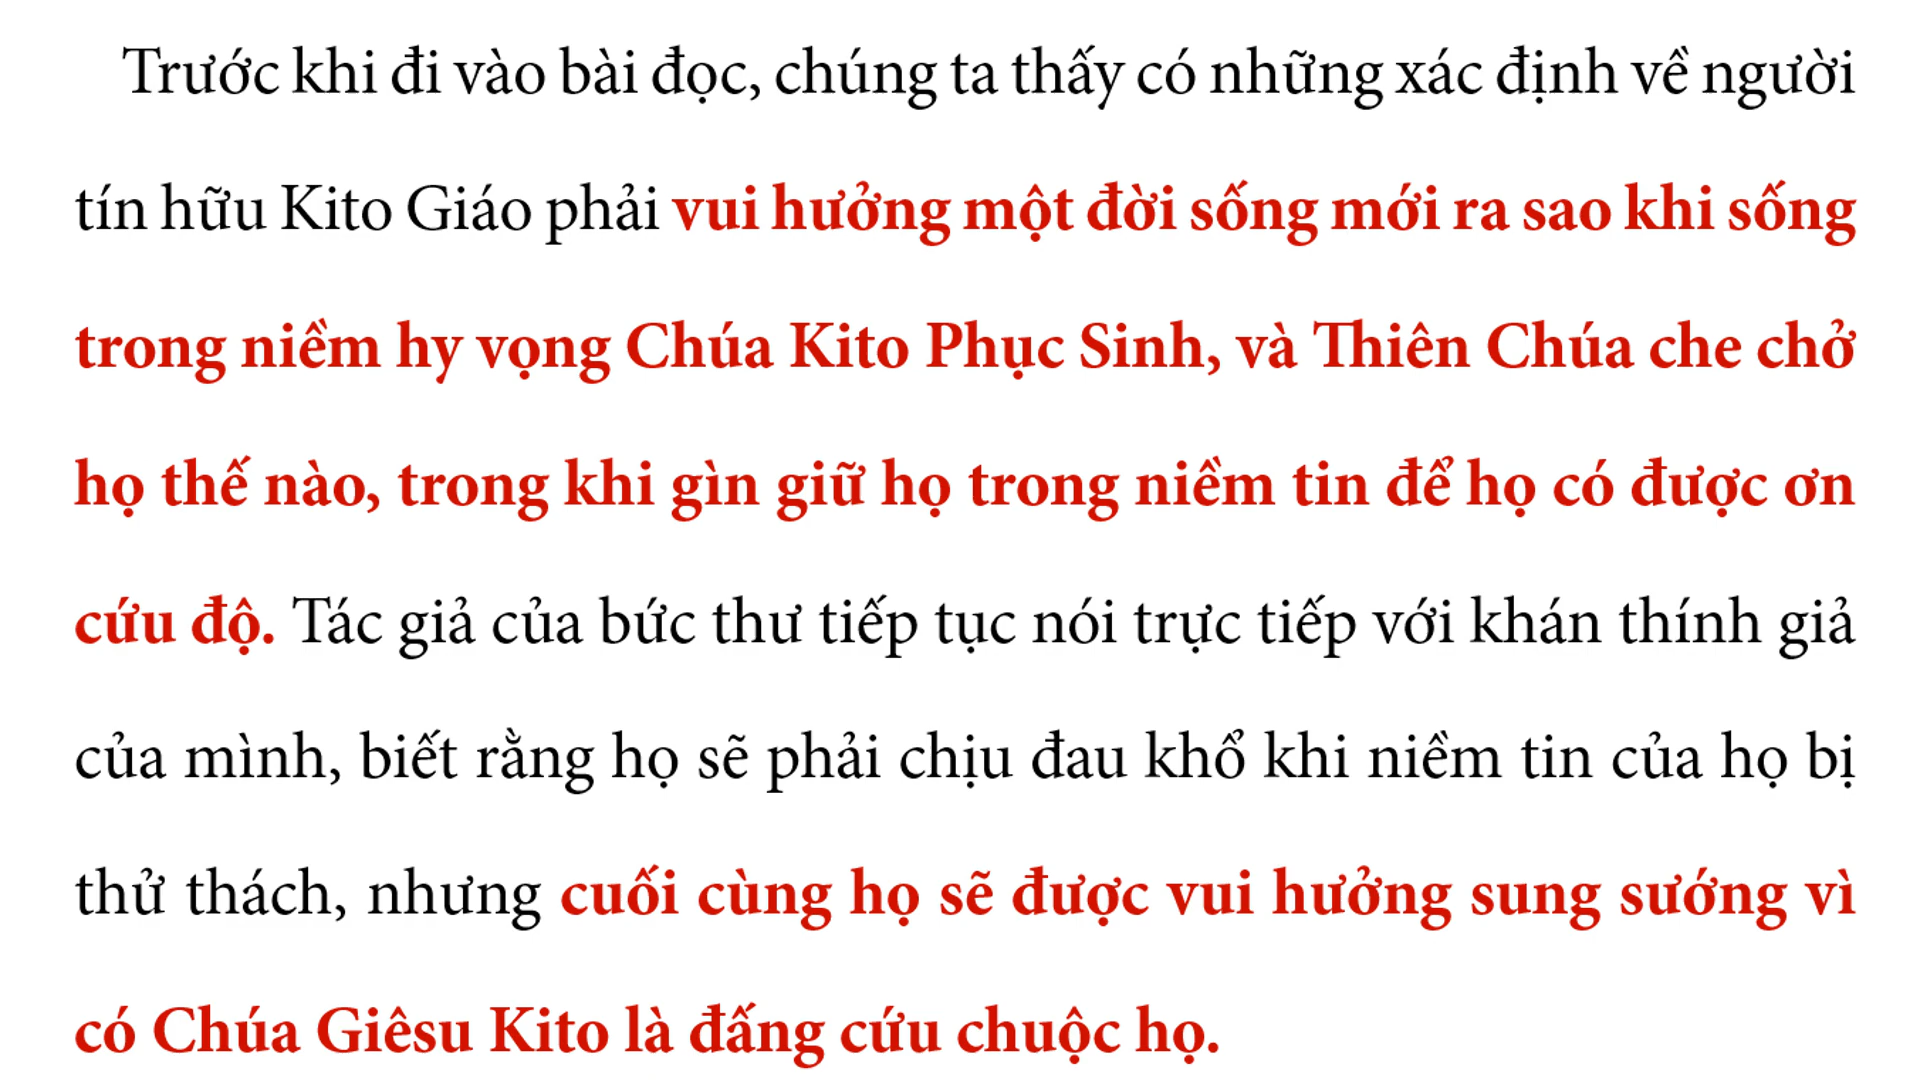 Trước khi đi vào bài đọc, chúng ta thấy có những xác định về người
tín hữu Kito Giáo phải vui hưởng một đời sống mới ra sao khi sống
trong niềm hy vọng Chúa Kito Phục Sinh, và Thiên Chúa che chở
họ thế nào, trong khi gìn giữ họ trong niềm tin để họ có được ơn
cứu độ. Tác giả của bức thư tiếp tục nói trực tiếp với khán thính giả
của mình, biết rằng họ sẽ phải chịu đau khổ khi niềm tin của họ bị
thử thách, nhưng cuối cùng họ sẽ được vui hưởng sung sướng vì
có Chúa Giêsu Kito là đấng cứu chuộc họ.